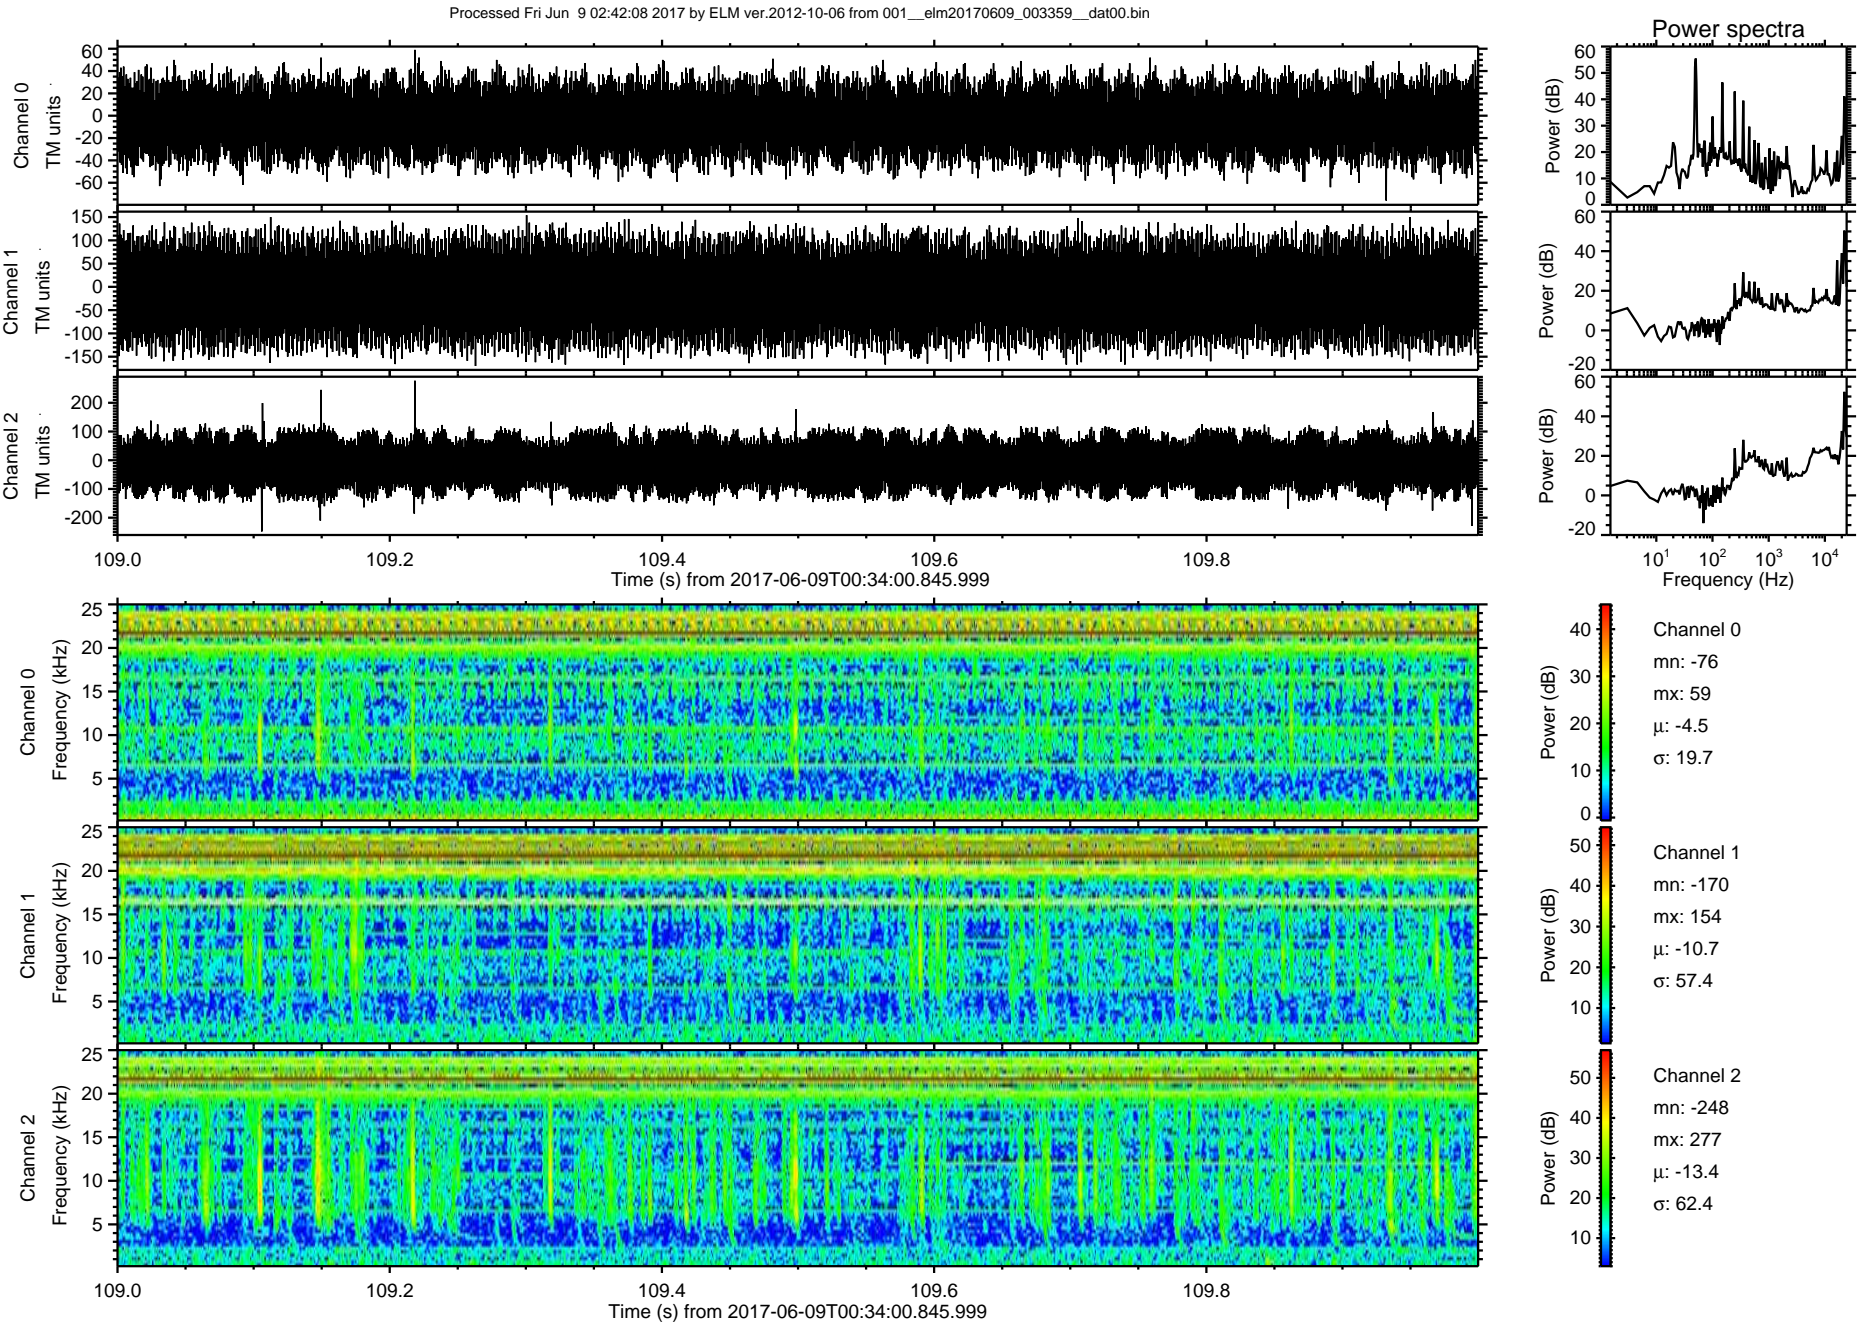 Processed Fri Jun  9 02:42:08 2017 by ELM ver.2012-10-06 from 001__elm20170609_003359__dat00.bin
Power spectra
Channel 0
TM units
60
40
20
0
-20
-40
-60
Power (dB)
60
50
40
30
20
10
0
Channel 1
TM units
150
100
50
0
-50
-100
-150
Power (dB)
60
40
20
0
-20
Channel 2
TM units
200
100
0
-100
-200
Power (dB)
60
40
20
0
-20
109.0 109.2 109.4 109.6 109.8
Time (s) from 2017-06-09T00:34:00.845.999
10¹ 10² 10³ 10⁴
Frequency (Hz)
Channel 0
Frequency (kHz)
25
20
15
10
5
Power (dB)
40
30
20
10
0
Channel 0
mn: -76
mx: 59
μ: -4.5
σ: 19.7
Channel 1
Frequency (kHz)
25
20
15
10
5
Power (dB)
50
40
30
20
10
Channel 1
mn: -170
mx: 154
μ: -10.7
σ: 57.4
Channel 2
Frequency (kHz)
25
20
15
10
5
Power (dB)
50
40
30
20
10
Channel 2
mn: -248
mx: 277
μ: -13.4
σ: 62.4
109.0 109.2 109.4 109.6 109.8
Time (s) from 2017-06-09T00:34:00.845.999